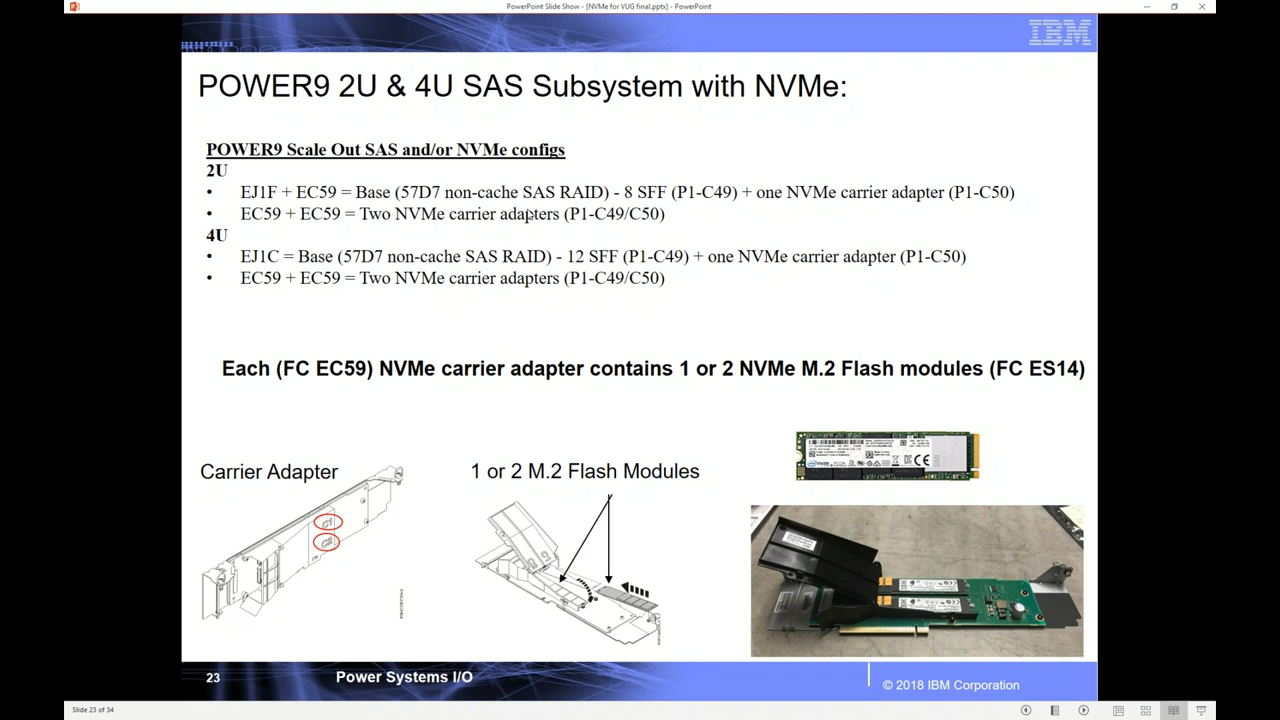 PowerPoint Slide Show - [NVMe for VUG final.pptx] - PowerPoint
IBM
POWER9 2U & 4U SAS Subsystem with NVMe:
POWER9 Scale Out SAS and/or NVMe configs
2U
• EJ1F + EC59 = Base (57D7 non-cache SAS RAID) - 8 SFF (P1-C49) + one NVMe carrier adapter (P1-C50)
• EC59 + EC59 = Two NVMe carrier adapters (P1-C49/C50)
4U
• EJ1C = Base (57D7 non-cache SAS RAID) - 12 SFF (P1-C49) + one NVMe carrier adapter (P1-C50)
• EC59 + EC59 = Two NVMe carrier adapters (P1-C49/C50)
Each (FC EC59) NVMe carrier adapter contains 1 or 2 NVMe M.2 Flash modules (FC ES14)
Carrier Adapter
1 or 2 M.2 Flash Modules
C1
C2
23
Power Systems I/O
© 2018 IBM Corporation
Slide 23 of 34